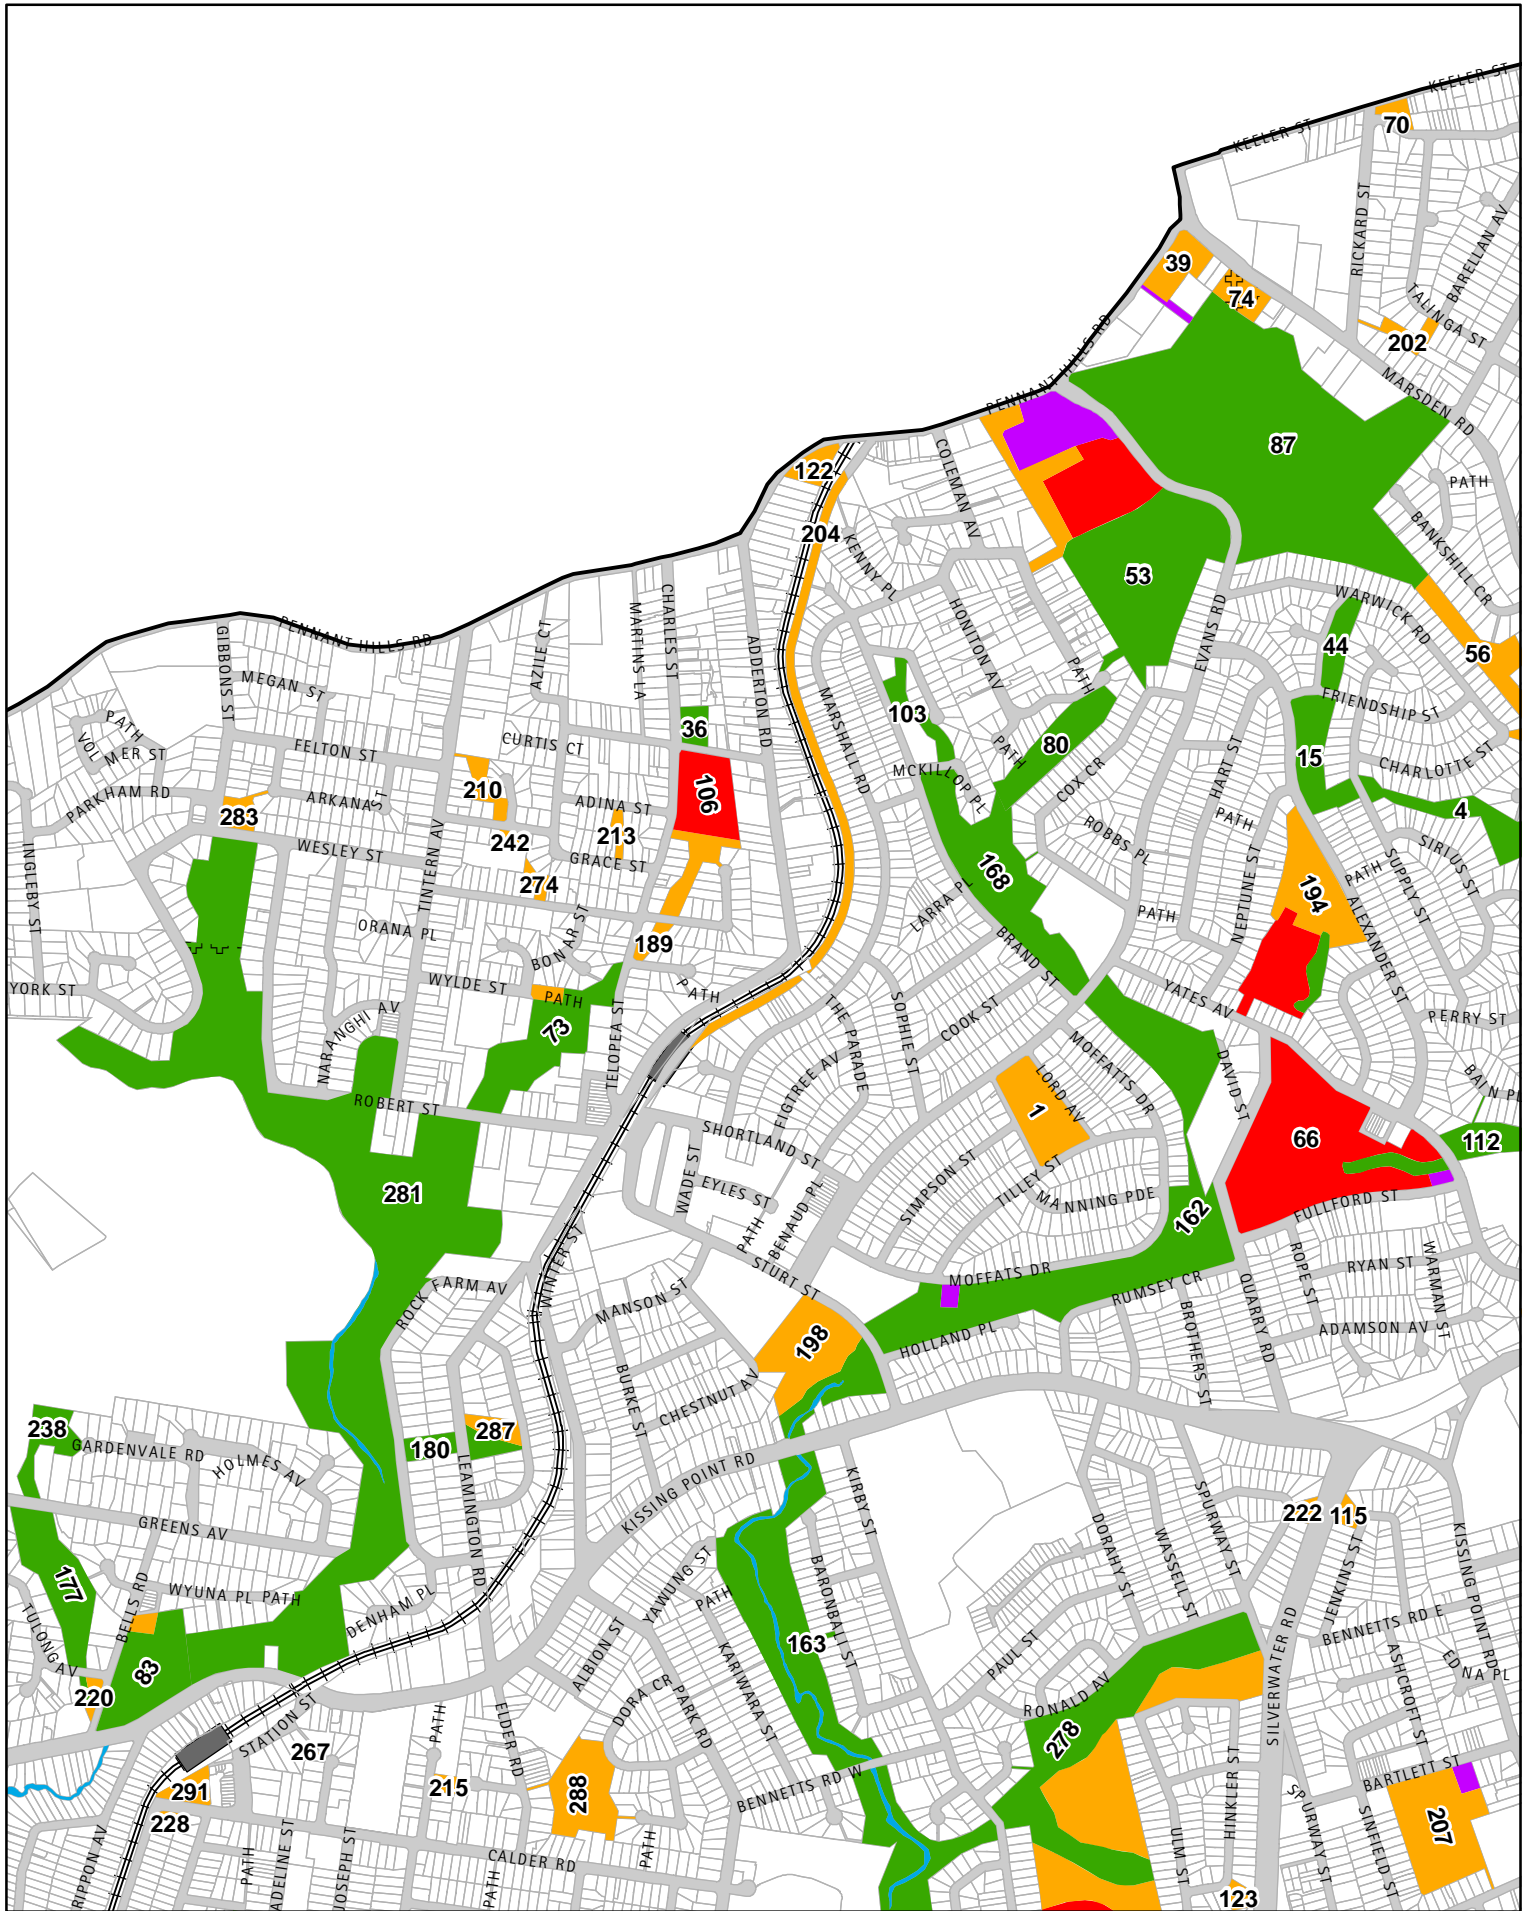 KEELER ST
KEELER ST
70
RICKARD ST
BARELLAN AV
39
74
TALINGA ST
202
PENNANT HILLS RD
MARSDEN RD
87
COLEMAN AV
122
PATH
204
KENNY PL
BANKSHILL CR
53
PENNANT HILLS RD
GIBBONS ST
MEGAN ST
AZILE CT
MARTINS LA
CHARLES ST
ADDERTON RD
HONITON AV
PATH
EVANS RD
WARWICK RD
44
56
FRIENDSHIP ST
PATH
VOLMER ST
FELTON ST
CURTIS CT
36
MARSHALL RD
103
PATH
80
COX CR
HART ST
15
CHARLOTTE ST
PARKHAM RD
283
ARKANA ST
210
ADINA ST
106
MCKILLOP PL
PATH
4
242
213
ROBBS PL
SIRIUS ST
SUPPLY ST
INGLEBY ST
WESLEY ST
TINTERN AV
GRACE ST
274
168
NEPTUNE ST
194
PATH
LARRA PL
PATH
ALEXANDER ST
ORANA PL
BONAR ST
189
BRAND ST
YORK ST
WYLDE ST
PATH
PATH
SOPHIE ST
COOK ST
YATES AV
PERRY ST
NARANGHI AV
73
TELOPEA ST
THE PARADE
MOFFATTS DR
DAVID ST
BAIN PL
ROBERT ST
FIGTREE AV
LORD AV
1
SHORTLAND ST
66
112
281
WADE ST
EYLES ST
SIMPSON ST
TILLEY ST
MANNING PDE
162
FULLFORD ST
PATH
BENAUD PL
WINTER ST
STURT ST
MOFFATS DR
RUMSEY CR
ROPE ST
RYAN ST
WARMAN ST
ROCK FARM AV
MANSON ST
198
HOLLAND PL
BROTHERS ST
QUARRY RD
ADAMSON AV
BURKE ST
CHESTNUT AV
238
GARDENVALE RD
HOLMES AV
180
287
LEAMINGTON RD
KISSING POINT RD
KIRBY ST
GREENS AV
SPURWAY ST
222
115
DORAHY ST
WASSELL ST
JENKINS ST
KISSING POINT RD
177
WYUNA PL PATH
BELLS RD
DENHAM PL
YAWUNG ST
PATH
BARONBALI ST
TULONG AV
83
ALBION ST
163
PAUL ST
BENNETTS RD E
KARIWARA ST
220
RONALD AV
SILVERWATER RD
ASHCROFT ST
EDNA PL
DORA CR
PARK RD
STATION ST
267
PATH
ELDER RD
278
291
215
288
BENNETTS RD W
HINKLER ST
BARTLETT ST
228
SPURWAY ST
207
RIPPON AV
PATH
ADELINE ST
JOSEPH ST
CALDER RD
PATH
PATH
ULM ST
SINFIELD ST
123